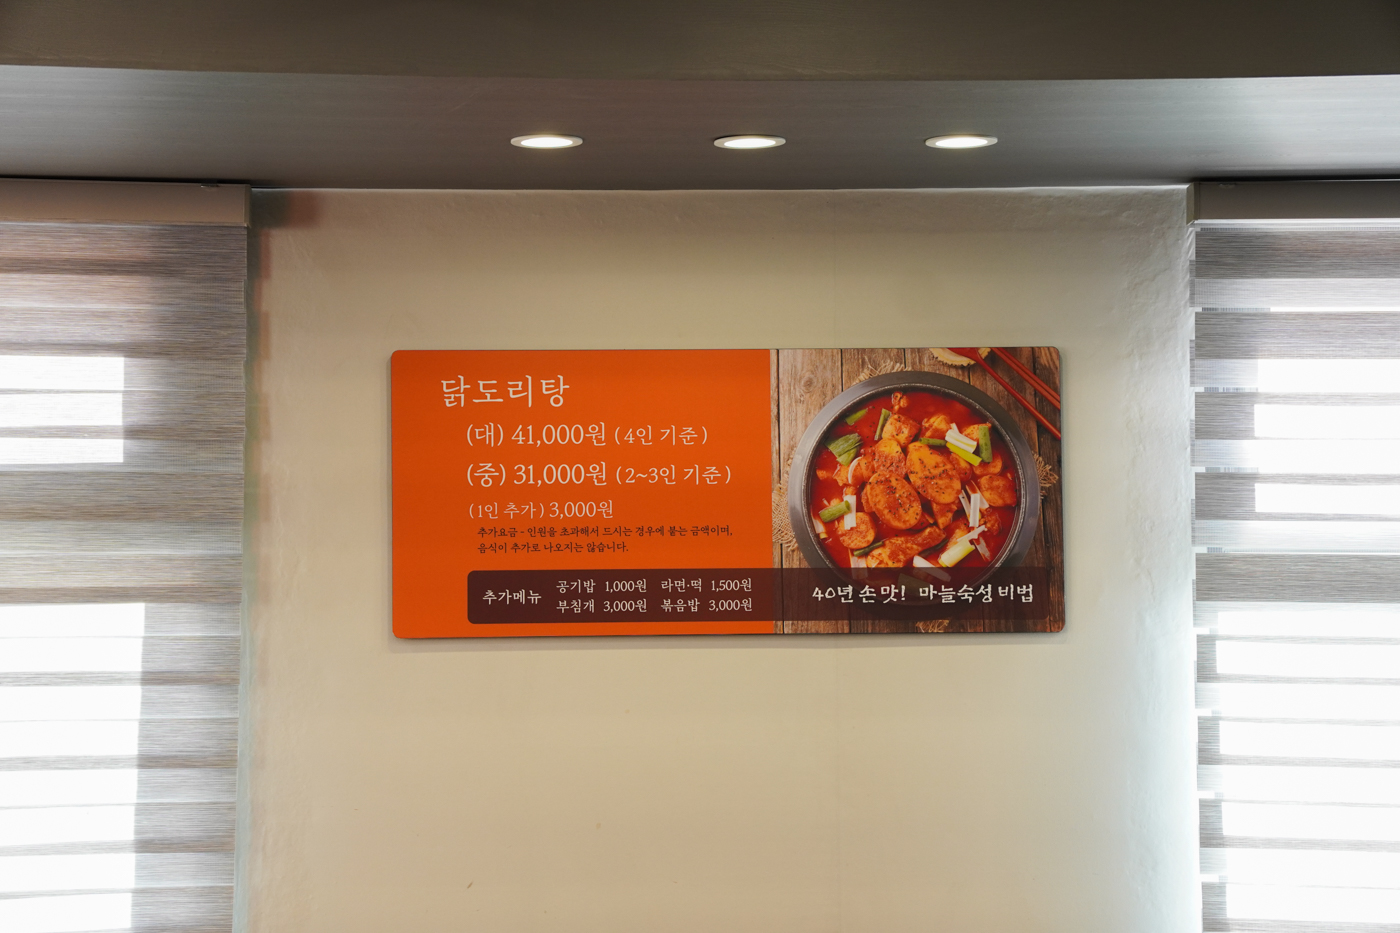 닭도리탕
(대) 41,000원 (4인 기준)
(중) 31,000원 (2~3인 기준)
(1인 추가) 3,000원
추가요금 - 인원을 초과해서 드시는 경우에 붙는 금액이며,
음식이 추가로 나오지는 않습니다.
추가메뉴
공기밥 1,000원 라면·떡 1,500원
부침개 3,000원 볶음밥 3,000원
40년 손맛! 마늘숙성 비법